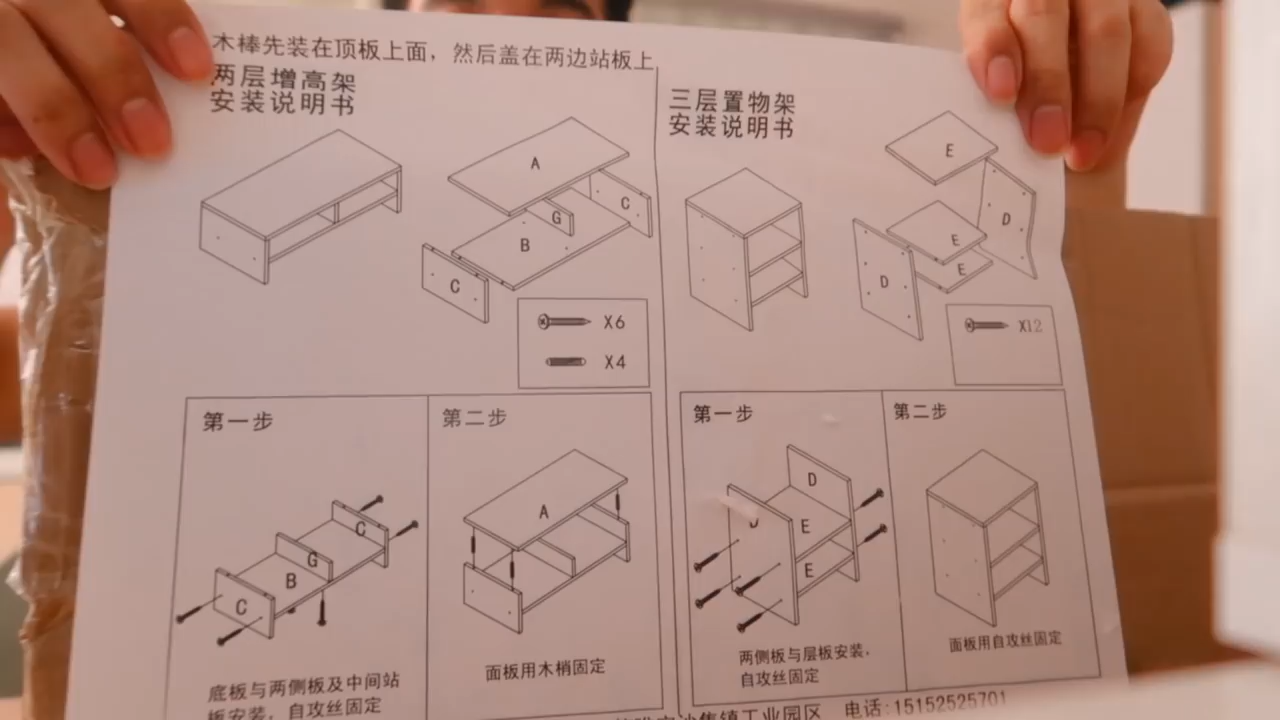 木棒先装在顶板上面，然后盖在两边站板上
两层增高架
安装说明书
A
G
C
B
C
X6
X4
第一步
C
G
B
C
底板与两侧板及中间站
板安装，自攻丝固定
第二步
A
面板用木梢固定
三层置物架
安装说明书
E
D
E
E
D
X12
第一步
D
E
E
两侧板与层板安装.
自攻丝固定
第二步
面板用自攻丝固定
沙集镇工业园区 电话:15152525701